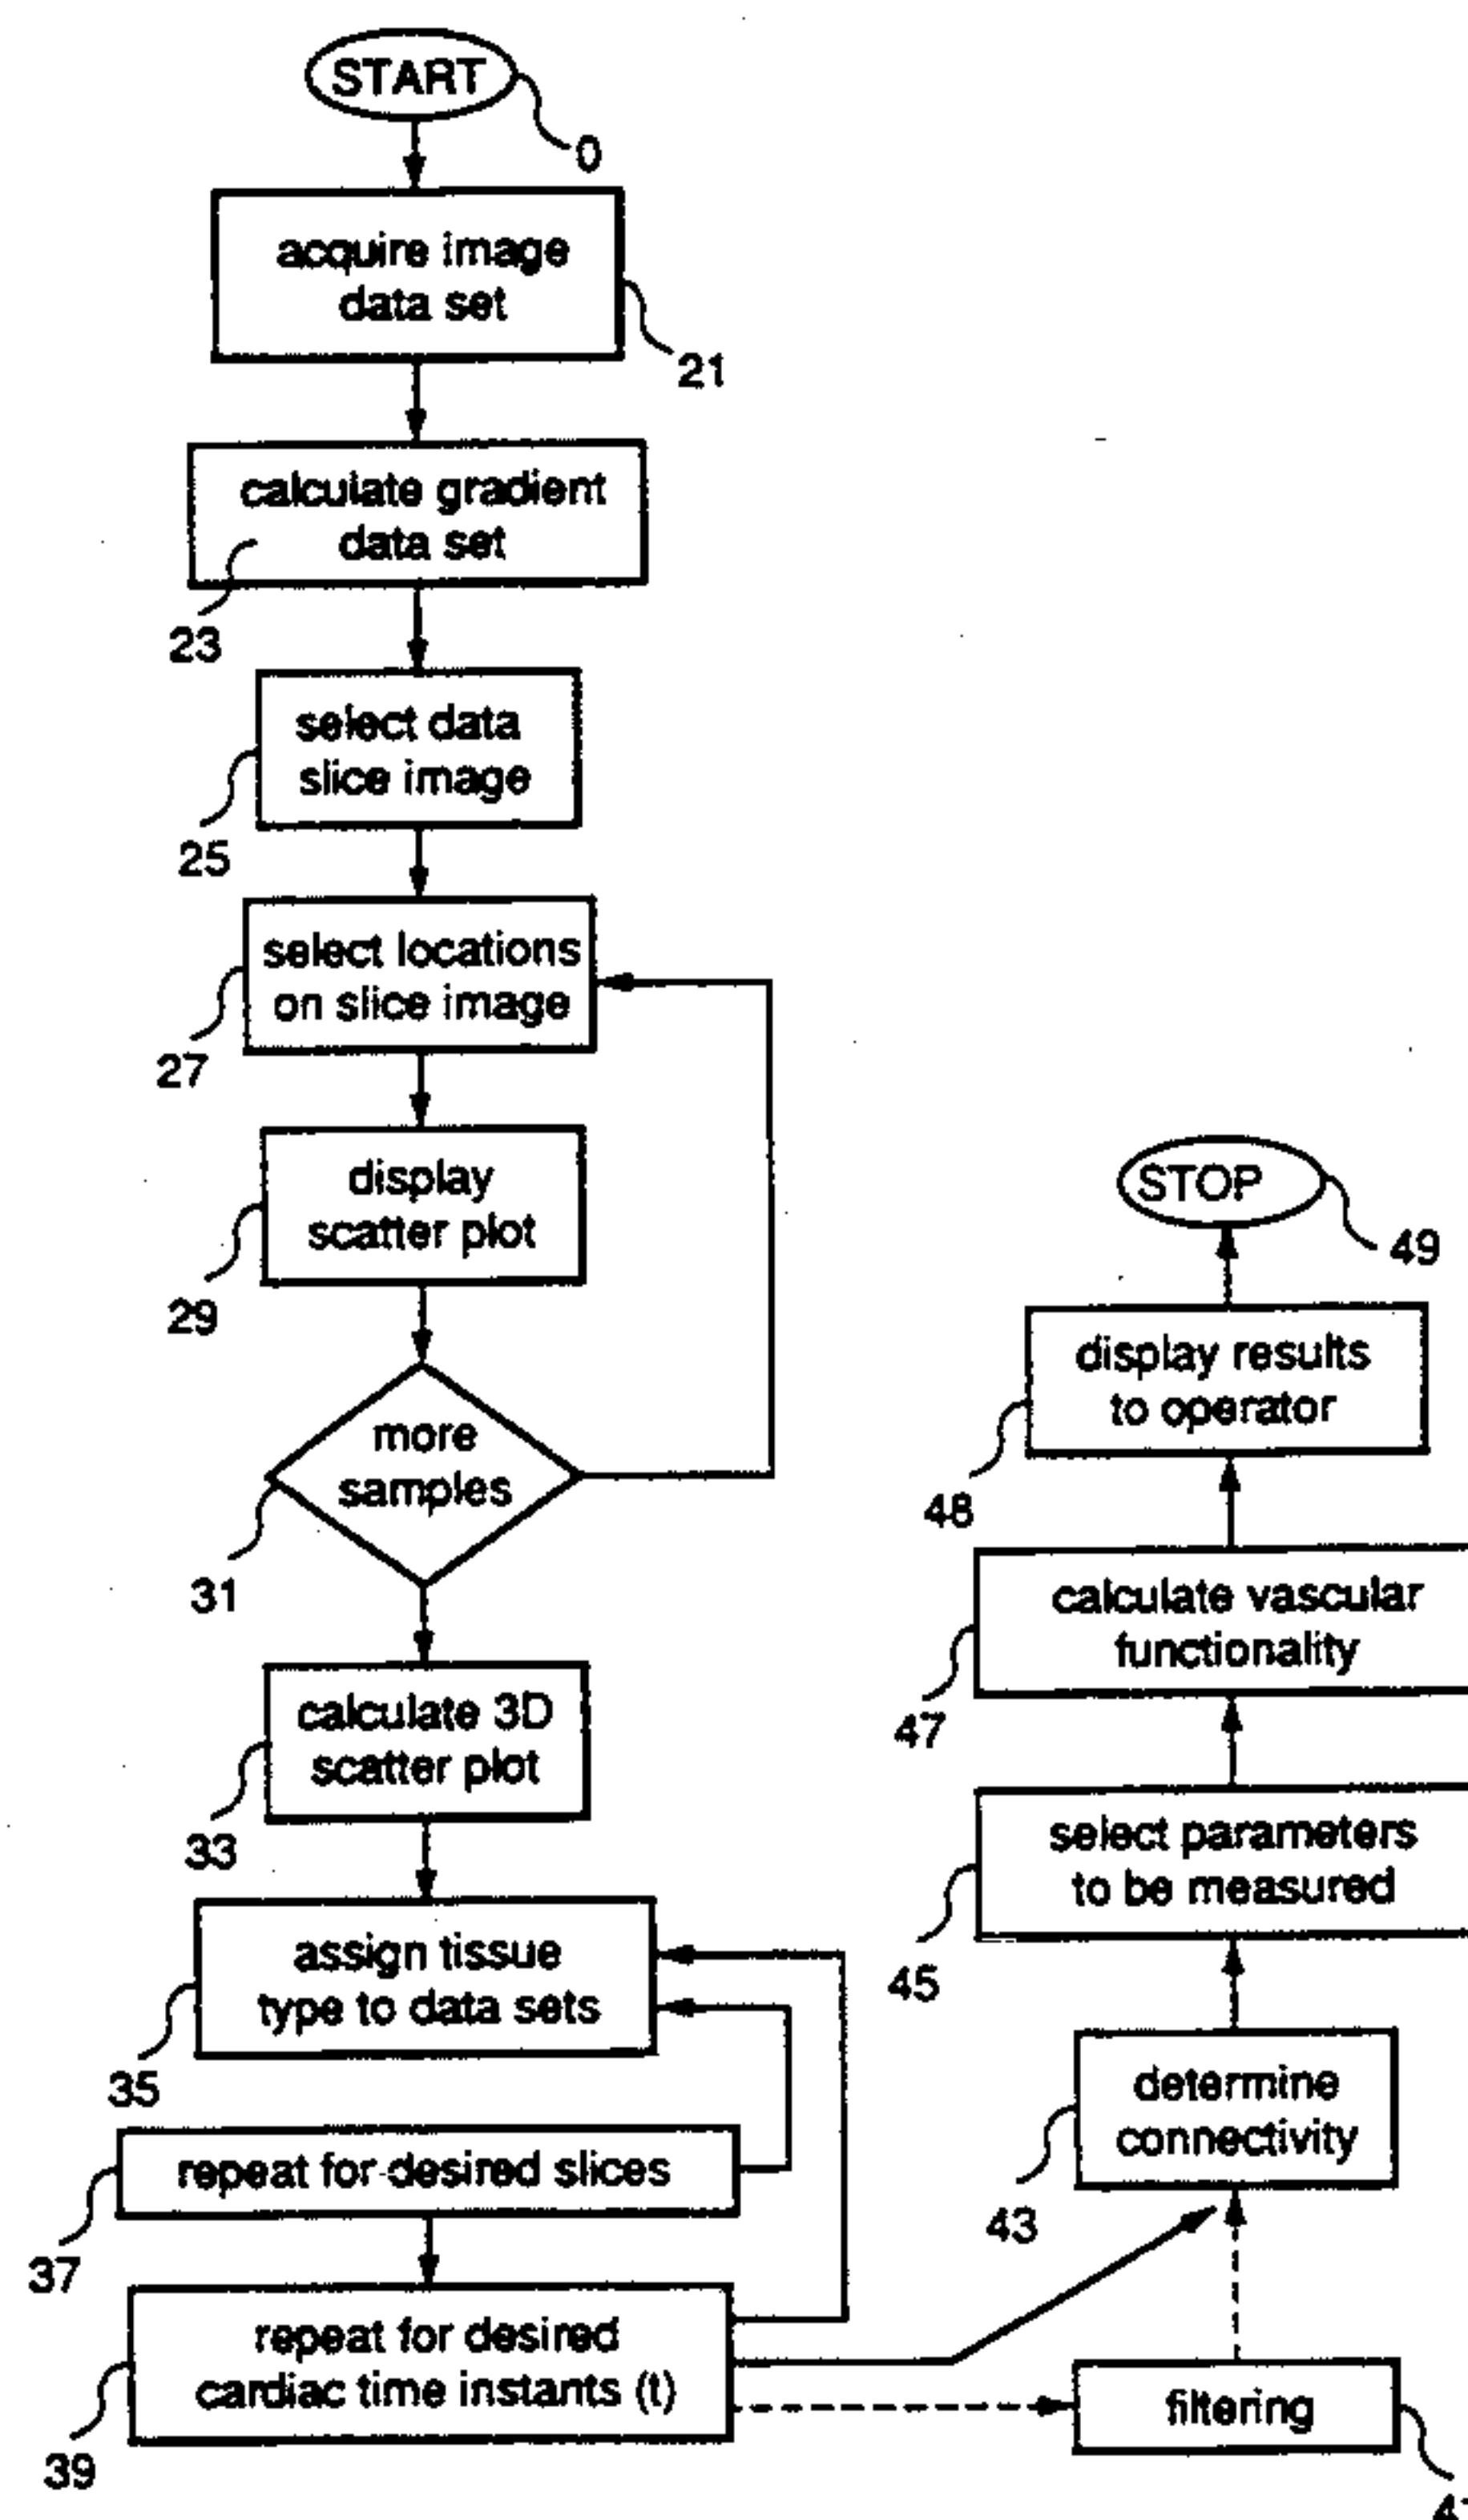 START
0
acquire image
data set
21
calculate gradient
data set
23
select data
slice image
25
select locations
on slice image
27
display
scatter plot
29
more
samples
31
calculate 3D
scatter plot
33
assign tissue
type to data sets
35
repeat for desired slices
37
repeat for desired
cardiac time instants (t)
39
filtering
determine
connectivity
43
select parameters
to be measured
45
calculate vascular
functionality
47
display results
to operator
48
STOP
49